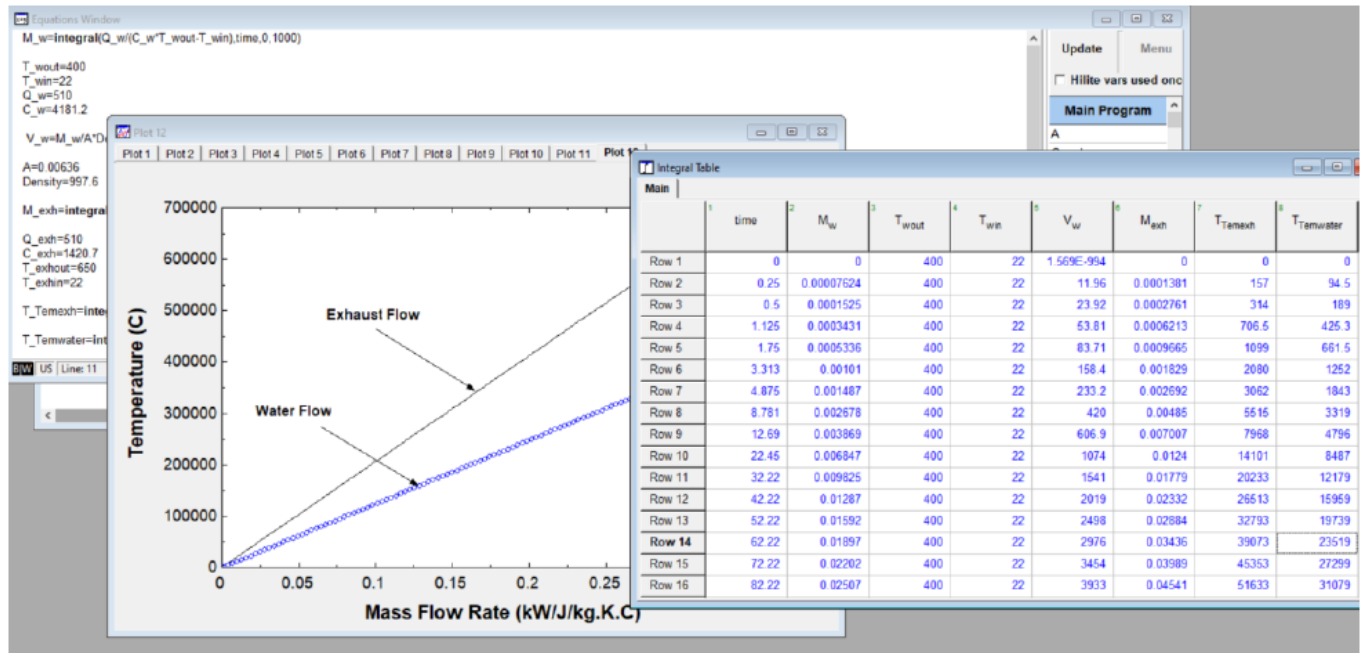 Equations Window
M_w=integral(Q_w/(C_w*T_wout-T_win),time,0,1000)
T_wout=400
T_win=22
Q_w=510
C_w=4181.2
V_w=M_w/A*De
A=0.00636
Density=997.6
M_exh=integral
Q_exh=510
C_exh=1420.7
T_exhout=650
T_exhin=22
T_Temexh=inte
T_Temwater=int
B/W US Line: 11
Update Menu
Hilite vars used onc
Main Program
A
Plot 12
Plot 1 Plot 2 Plot 3 Plot 4 Plot 5 Plot 6 Plot 7 Plot 8 Plot 9 Plot 10 Plot 11 Plot 1
700000
600000
500000
400000
300000
200000
100000
0
Temperature (C)
Exhaust Flow
Water Flow
0 0.05 0.1 0.15 0.2 0.25
Mass Flow Rate (kW/J/kg.K.C)
Integral Table
Main
1 2 3 4 5 6 7 8
time Mw Twout Twin Vw Mexh TTemexh TTemwater
Row 1 0 0 400 22 1.569E-994 0 0 0
Row 2 0.25 0.00007624 400 22 11.96 0.0001381 157 94.5
Row 3 0.5 0.0001525 400 22 23.92 0.0002761 314 189
Row 4 1.125 0.0003431 400 22 53.81 0.0006213 706.5 425.3
Row 5 1.75 0.0005336 400 22 83.71 0.0009665 1099 661.5
Row 6 3.313 0.00101 400 22 158.4 0.001829 2080 1252
Row 7 4.875 0.001487 400 22 233.2 0.002692 3062 1843
Row 8 8.781 0.002678 400 22 420 0.00485 5515 3319
Row 9 12.69 0.003869 400 22 606.9 0.007007 7968 4796
Row 10 22.45 0.006847 400 22 1074 0.0124 14101 8487
Row 11 32.22 0.009825 400 22 1541 0.01779 20233 12179
Row 12 42.22 0.01287 400 22 2019 0.02332 26513 15959
Row 13 52.22 0.01592 400 22 2498 0.02884 32793 19739
Row 14 62.22 0.01897 400 22 2976 0.03436 39073 23519
Row 15 72.22 0.02202 400 22 3454 0.03989 45353 27299
Row 16 82.22 0.02507 400 22 3933 0.04541 51633 31079